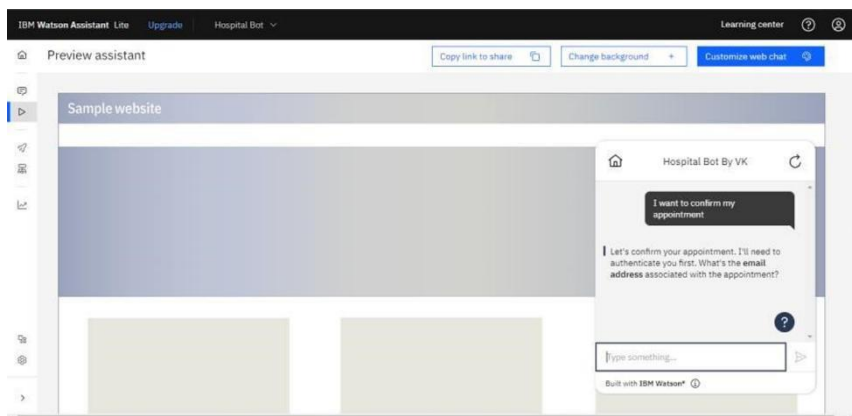 IBM Watson Assistant Lite Upgrade Hospital Bot Learning center
Preview assistant Copy link to share Change background + Customize web chat
Sample website
Hospital Bot By VK
I want to confirm my
appointment
Let's confirm your appointment. I'll need to
authenticate you first. What's the email
address associated with the appointment?
?
Type something...
Built with IBM Watson®